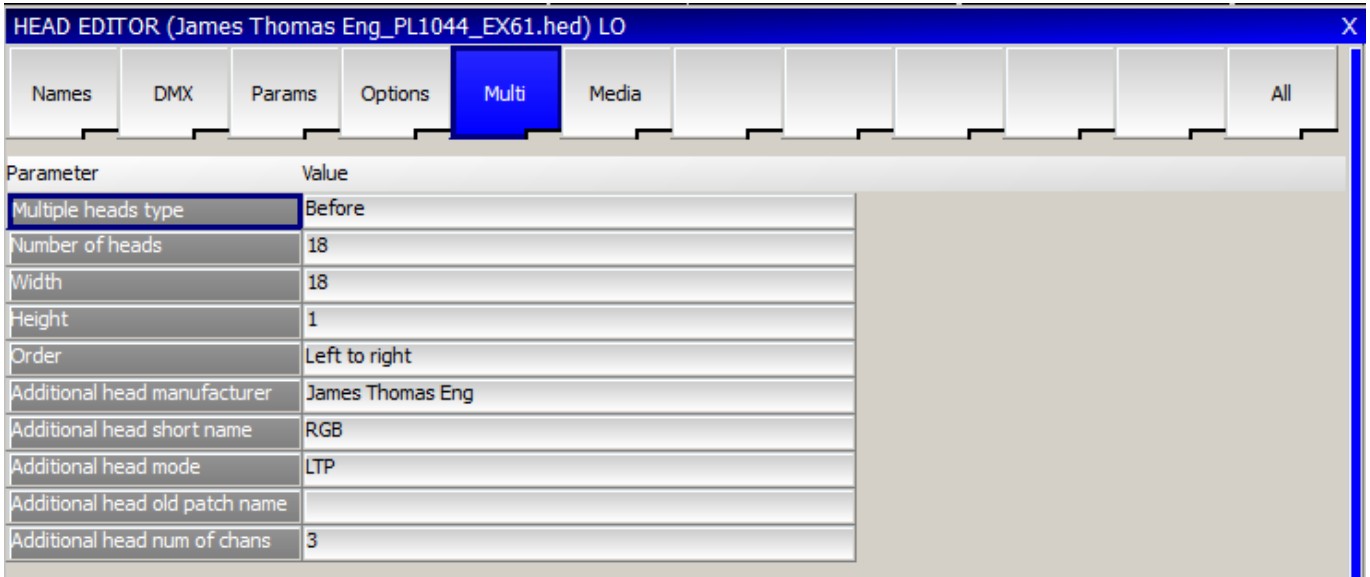 HEAD EDITOR (James Thomas Eng_PL1044_EX61.hed) LO X
Names DMX Params Options Multi Media All
Parameter Value
Multiple heads type Before
Number of heads 18
Width 18
Height 1
Order Left to right
Additional head manufacturer James Thomas Eng
Additional head short name RGB
Additional head mode LTP
Additional head old patch name
Additional head num of chans 3